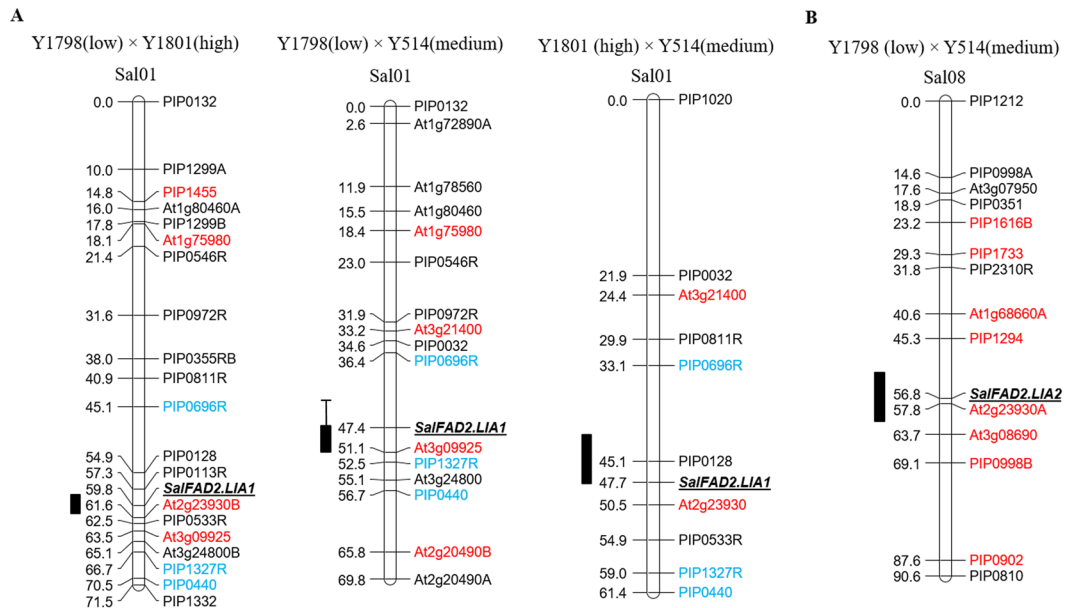 A
B
Y1798(low) × Y1801(high)
Sal01
0.0 PIP0132
10.0 PIP1299A
14.8 PIP1455
16.0 At1g80460A
17.8 PIP1299B
18.1 At1g75980
21.4 PIP0546R
31.6 PIP0972R
38.0 PIP0355RB
40.9 PIP0811R
45.1 PIP0696R
54.9 PIP0128
57.3 PIP0113R
59.8 SalFAD2.LIA1
61.6 At2g23930B
62.5 PIP0533R
63.5 At3g09925
65.1 At3g24800B
66.7 PIP1327R
70.5 PIP0440
71.5 PIP1332
Y1798(low) × Y514(medium)
Sal01
0.0 PIP0132
2.6 At1g72890A
11.9 At1g78560
15.5 At1g80460
18.4 At1g75980
23.0 PIP0546R
31.9 PIP0972R
33.2 At3g21400
34.6 PIP0032
36.4 PIP0696R
47.4 SalFAD2.LIA1
51.1 At3g09925
52.5 PIP1327R
55.1 At3g24800
56.7 PIP0440
65.8 At2g20490B
69.8 At2g20490A
Y1801 (high) × Y514(medium)
Sal01
0.0 PIP1020
21.9 PIP0032
24.4 At3g21400
29.9 PIP0811R
33.1 PIP0696R
45.1 PIP0128
47.7 SalFAD2.LIA1
50.5 At2g23930
54.9 PIP0533R
59.0 PIP1327R
61.4 PIP0440
Y1798 (low) × Y514(medium)
Sal08
0.0 PIP1212
14.6 PIP0998A
17.6 At3g07950
18.9 PIP0351
23.2 PIP1616B
29.3 PIP1733
31.8 PIP2310R
40.6 At1g68660A
45.3 PIP1294
56.8 SalFAD2.LIA2
57.8 At2g23930A
63.7 At3g08690
69.1 PIP0998B
87.6 PIP0902
90.6 PIP0810